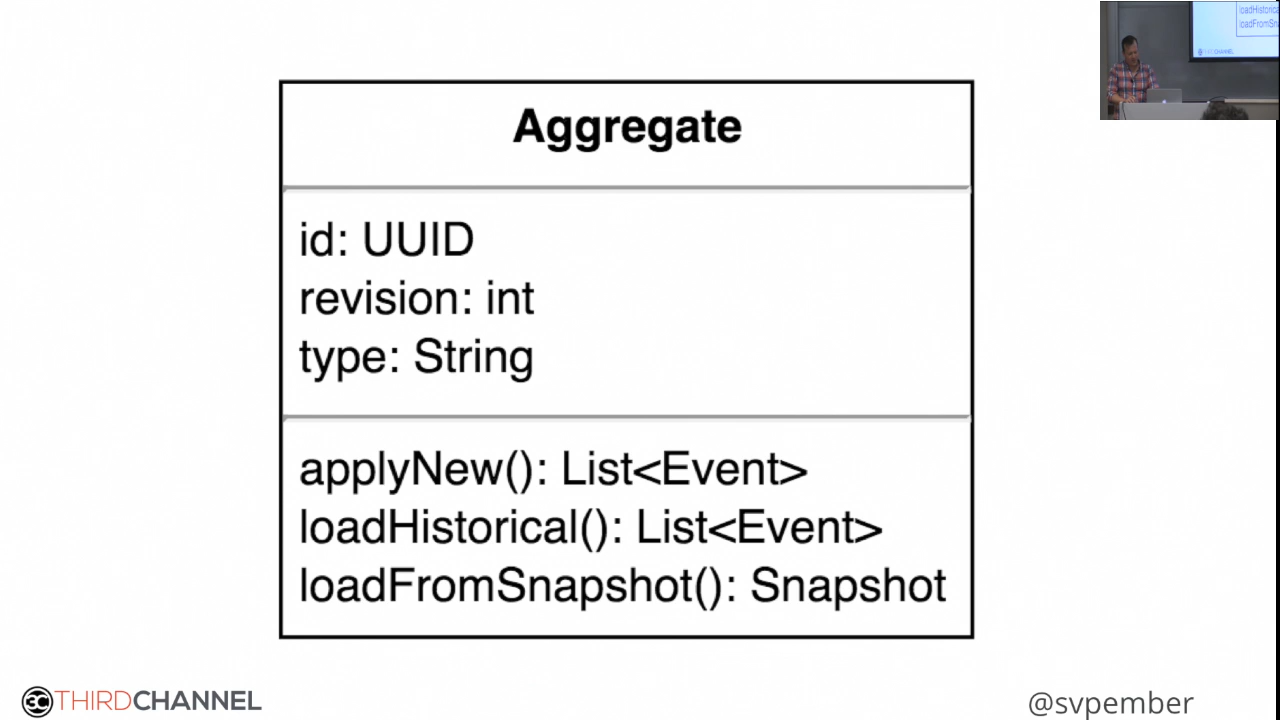 Aggregate
id: UUID
revision: int
type: String
applyNew(): List<Event>
loadHistorical(): List<Event>
loadFromSnapshot(): Snapshot
THIRDCHANNEL
@svpember